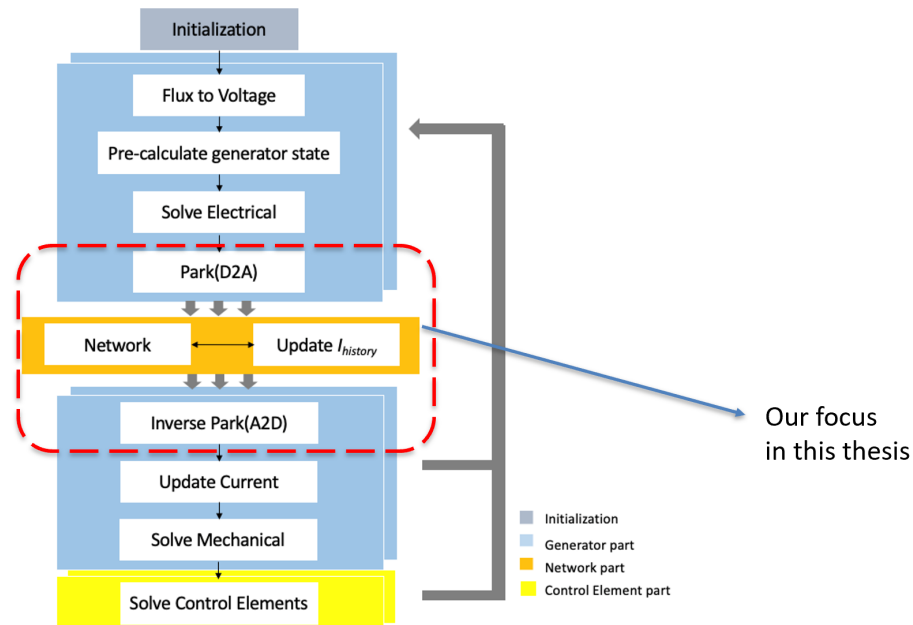 Initialization
Flux to Voltage
Pre-calculate generator state
Solve Electrical
Park(D2A)
Network
Update I_history
Inverse Park(A2D)
Update Current
Solve Mechanical
Solve Control Elements
Our focus
in this thesis
Initialization
Generator part
Network part
Control Element part